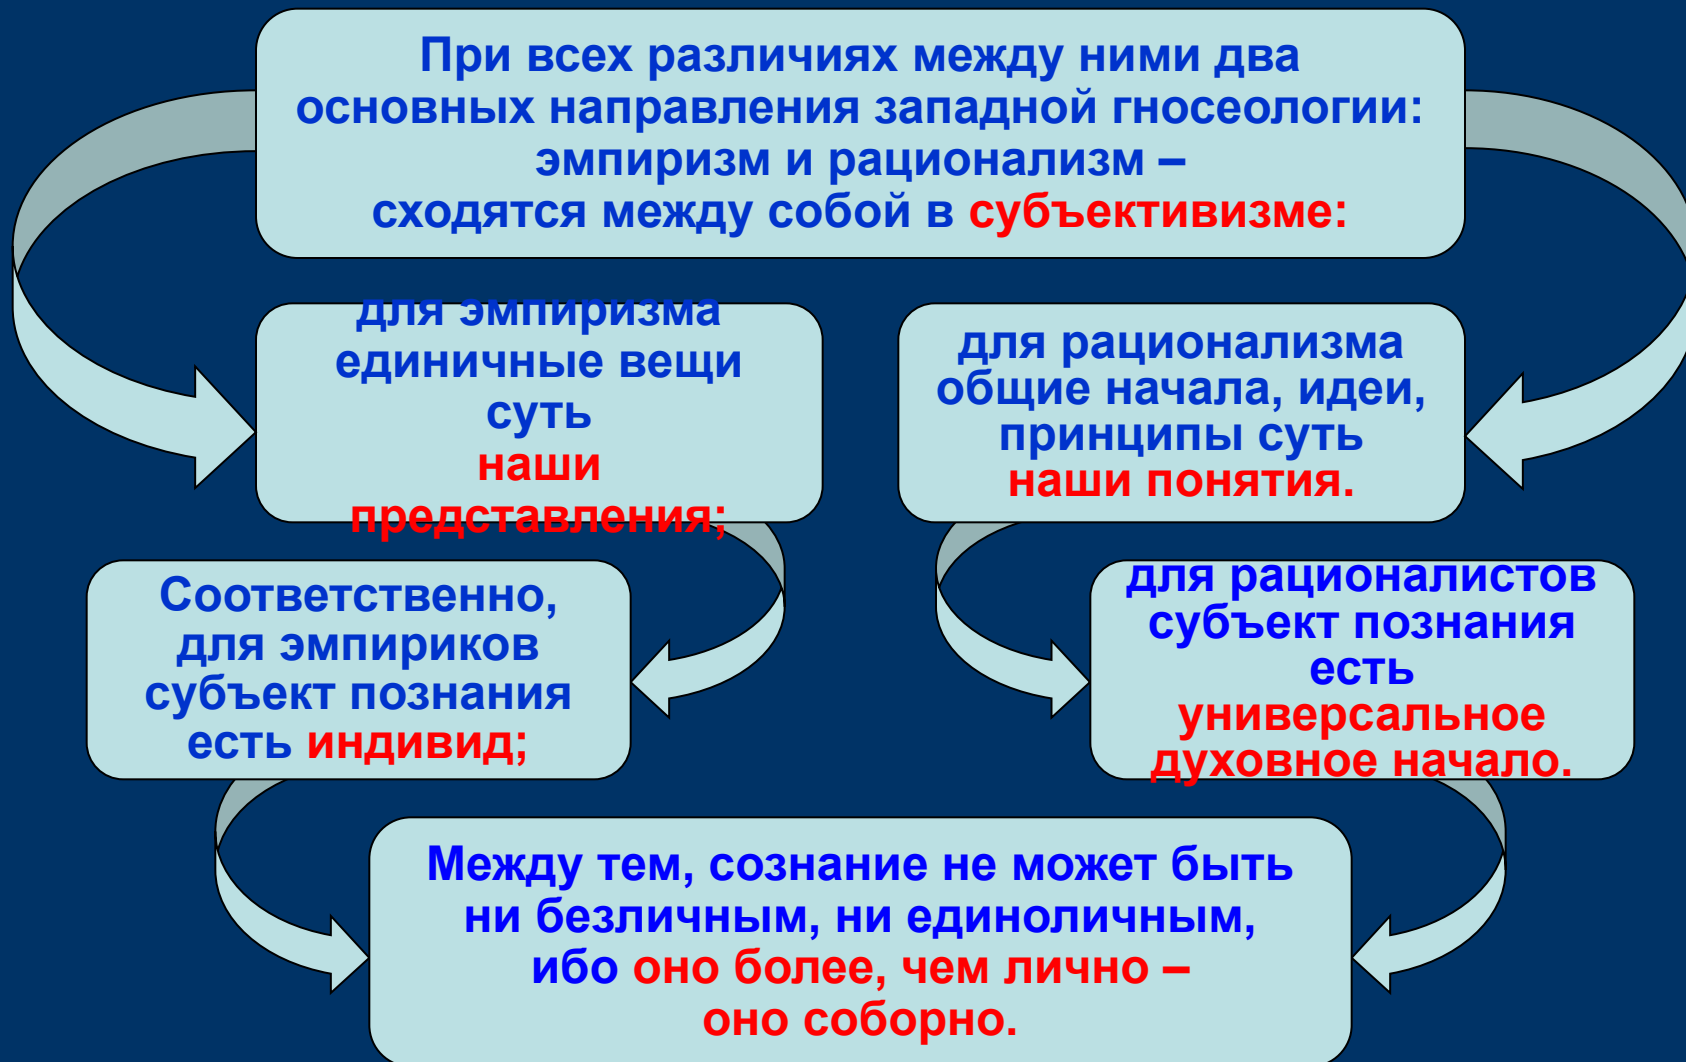 При всех различиях между ними два
основных направления западной гносеологии:
эмпиризм и рационализм –
сходятся между собой в субъективизме:
для эмпиризма
единичные вещи
суть
наши
представления;
для рационализма
общие начала, идеи,
принципы суть
наши понятия.
Соответственно,
для эмпириков
субъект познания
есть индивид;
для рационалистов
субъект познания
есть
универсальное
духовное начало.
Между тем, сознание не может быть
ни безличным, ни единоличным,
ибо оно более, чем лично –
оно соборно.